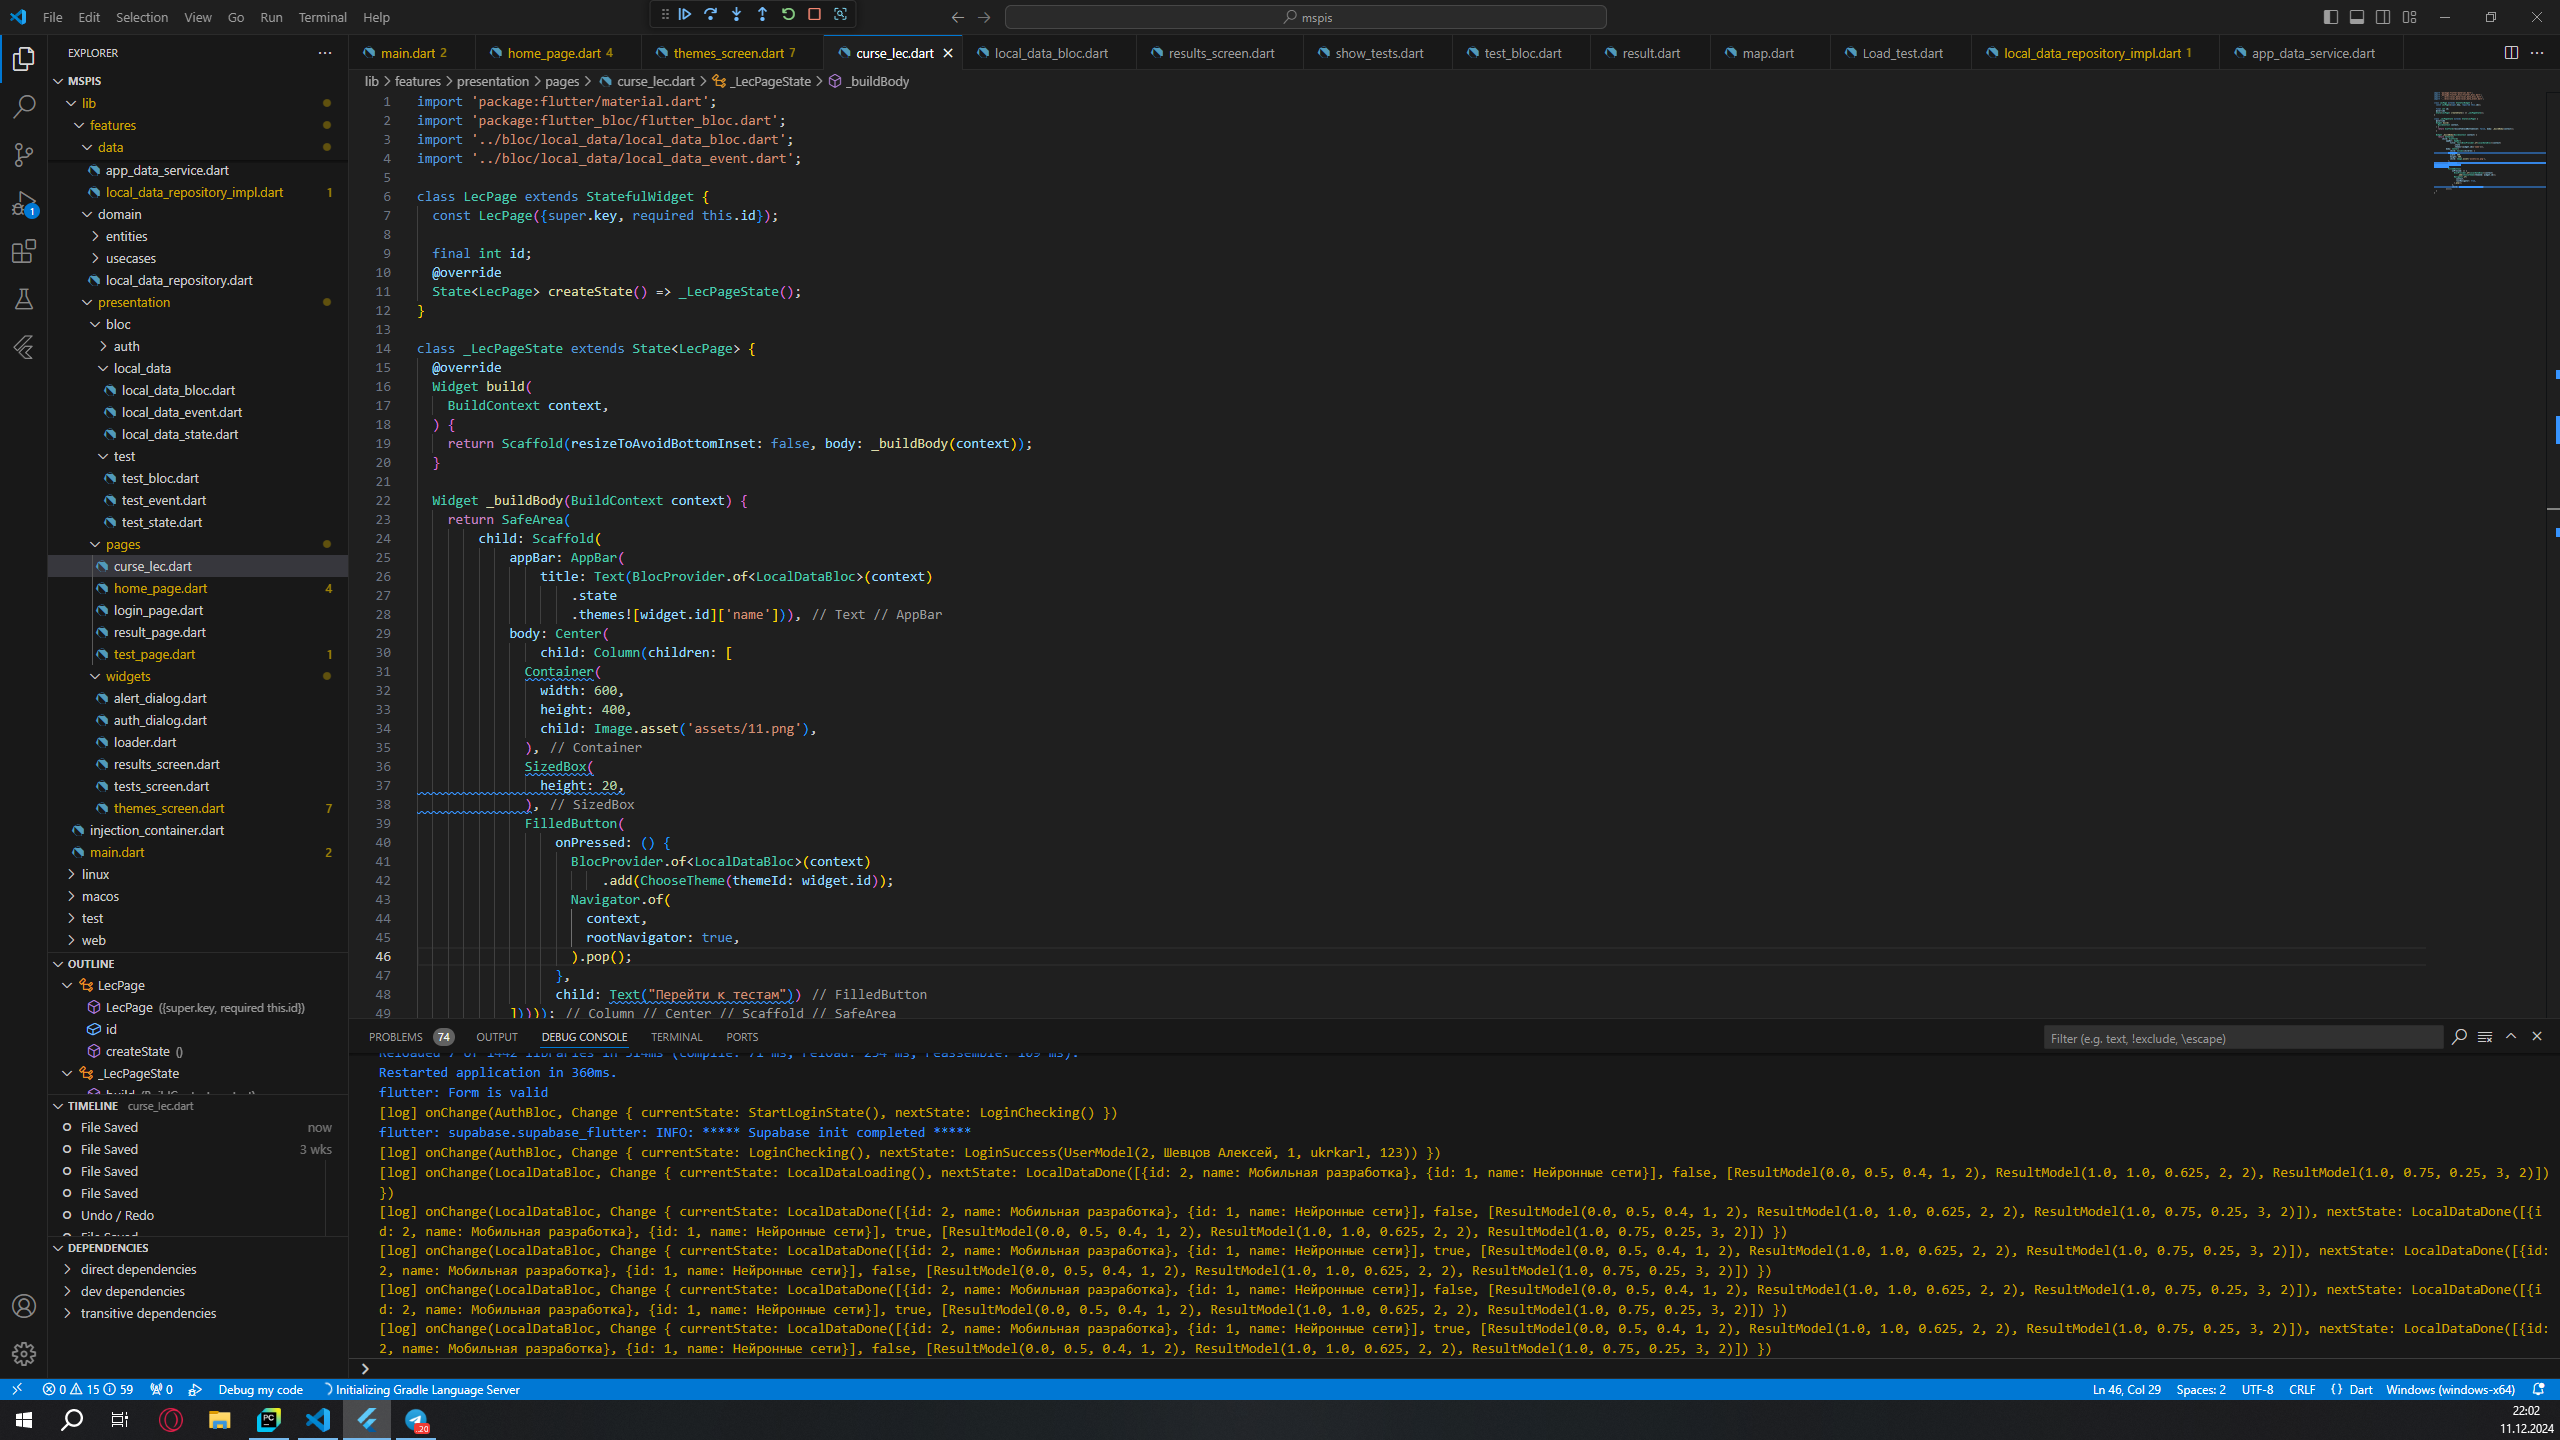 File Edit Selection View Go Run Terminal Help
mspis
EXPLORER
MSPIS
lib
features
data
app_data_service.dart
local_data_repository_impl.dart 1
domain
entities
usecases
local_data_repository.dart
presentation
bloc
auth
local_data
local_data_bloc.dart
local_data_event.dart
local_data_state.dart
test
test_bloc.dart
test_event.dart
test_state.dart
pages
curse_lec.dart
home_page.dart 4
login_page.dart
result_page.dart
test_page.dart 1
widgets
alert_dialog.dart
auth_dialog.dart
loader.dart
results_screen.dart
tests_screen.dart
themes_screen.dart 7
injection_container.dart
main.dart 2
linux
macos
test
web
OUTLINE
LecPage
LecPage ({super.key, required this.id})
id
createState ()
_LecPageState
TIMELINE curse_lec.dart
File Saved now
File Saved 3 wks
File Saved
File Saved
Undo / Redo
File Saved
DEPENDENCIES
direct dependencies
dev dependencies
transitive dependencies
main.dart 2 home_page.dart 4 themes_screen.dart 7 curse_lec.dart local_data_bloc.dart results_screen.dart show_tests.dart test_bloc.dart result.dart map.dart Load_test.dart local_data_repository_impl.dart 1 app_data_service.dart
lib > features > presentation > pages > curse_lec.dart > _LecPageState > _buildBody
1 import 'package:flutter/material.dart';
2 import 'package:flutter_bloc/flutter_bloc.dart';
3 import '../bloc/local_data/local_data_bloc.dart';
4 import '../bloc/local_data/local_data_event.dart';
5
6 class LecPage extends StatefulWidget {
7 const LecPage({super.key, required this.id});
8
9 final int id;
10 @override
11 State<LecPage> createState() => _LecPageState();
12 }
13
14 class _LecPageState extends State<LecPage> {
15 @override
16 Widget build(
17 BuildContext context,
18 ) {
19 return Scaffold(resizeToAvoidBottomInset: false, body: _buildBody(context));
20 }
21
22 Widget _buildBody(BuildContext context) {
23 return SafeArea(
24 child: Scaffold(
25 appBar: AppBar(
26 title: Text(BlocProvider.of<LocalDataBloc>(context)
27 .state
28 .themes![widget.id]['name'])), // Text // AppBar
29 body: Center(
30 child: Column(children: [
31 Container(
32 width: 600,
33 height: 400,
34 child: Image.asset('assets/11.png'),
35 ), // Container
36 SizedBox(
37 height: 20,
38 ), // SizedBox
39 FilledButton(
40 onPressed: () {
41 BlocProvider.of<LocalDataBloc>(context)
42 .add(ChooseTheme(themeId: widget.id));
43 Navigator.of(
44 context,
45 rootNavigator: true,
46 ).pop();
47 },
48 child: Text("Перейти к тестам")) // FilledButton
49 ])))); // Column // Center // Scaffold // SafeArea
PROBLEMS 74 OUTPUT DEBUG CONSOLE TERMINAL PORTS
Filter (e.g. text, !exclude, \escape)
Reloaded 7 of 1442 libraries in 514ms (compile: 71 ms, reload: 254 ms, reassemble: 109 ms).
Restarted application in 360ms.
flutter: Form is valid
[log] onChange(AuthBloc, Change { currentState: StartLoginState(), nextState: LoginChecking() })
flutter: supabase.supabase_flutter: INFO: ***** Supabase init completed *****
[log] onChange(AuthBloc, Change { currentState: LoginChecking(), nextState: LoginSuccess(UserModel(2, Шевцов Алексей, 1, ukrkarl, 123)) })
[log] onChange(LocalDataBloc, Change { currentState: LocalDataLoading(), nextState: LocalDataDone([{id: 2, name: Мобильная разработка}, {id: 1, name: Нейронные сети}], false, [ResultModel(0.0, 0.5, 0.4, 1, 2), ResultModel(1.0, 1.0, 0.625, 2, 2), ResultModel(1.0, 0.75, 0.25, 3, 2)])
})
[log] onChange(LocalDataBloc, Change { currentState: LocalDataDone([{id: 2, name: Мобильная разработка}, {id: 1, name: Нейронные сети}], false, [ResultModel(0.0, 0.5, 0.4, 1, 2), ResultModel(1.0, 1.0, 0.625, 2, 2), ResultModel(1.0, 0.75, 0.25, 3, 2)]), nextState: LocalDataDone([{i
d: 2, name: Мобильная разработка}, {id: 1, name: Нейронные сети}], true, [ResultModel(0.0, 0.5, 0.4, 1, 2), ResultModel(1.0, 1.0, 0.625, 2, 2), ResultModel(1.0, 0.75, 0.25, 3, 2)]) })
[log] onChange(LocalDataBloc, Change { currentState: LocalDataDone([{id: 2, name: Мобильная разработка}, {id: 1, name: Нейронные сети}], true, [ResultModel(0.0, 0.5, 0.4, 1, 2), ResultModel(1.0, 1.0, 0.625, 2, 2), ResultModel(1.0, 0.75, 0.25, 3, 2)]), nextState: LocalDataDone([{id:
2, name: Мобильная разработка}, {id: 1, name: Нейронные сети}], false, [ResultModel(0.0, 0.5, 0.4, 1, 2), ResultModel(1.0, 1.0, 0.625, 2, 2), ResultModel(1.0, 0.75, 0.25, 3, 2)]) })
[log] onChange(LocalDataBloc, Change { currentState: LocalDataDone([{id: 2, name: Мобильная разработка}, {id: 1, name: Нейронные сети}], false, [ResultModel(0.0, 0.5, 0.4, 1, 2), ResultModel(1.0, 1.0, 0.625, 2, 2), ResultModel(1.0, 0.75, 0.25, 3, 2)]), nextState: LocalDataDone([{i
d: 2, name: Мобильная разработка}, {id: 1, name: Нейронные сети}], true, [ResultModel(0.0, 0.5, 0.4, 1, 2), ResultModel(1.0, 1.0, 0.625, 2, 2), ResultModel(1.0, 0.75, 0.25, 3, 2)]) })
[log] onChange(LocalDataBloc, Change { currentState: LocalDataDone([{id: 2, name: Мобильная разработка}, {id: 1, name: Нейронные сети}], true, [ResultModel(0.0, 0.5, 0.4, 1, 2), ResultModel(1.0, 1.0, 0.625, 2, 2), ResultModel(1.0, 0.75, 0.25, 3, 2)]), nextState: LocalDataDone([{id:
2, name: Мобильная разработка}, {id: 1, name: Нейронные сети}], false, [ResultModel(0.0, 0.5, 0.4, 1, 2), ResultModel(1.0, 1.0, 0.625, 2, 2), ResultModel(1.0, 0.75, 0.25, 3, 2)]) })
0 15 59 0 Debug my code Initializing Gradle Language Server Ln 46, Col 29 Spaces: 2 UTF-8 CRLF {} Dart Windows (windows-x64)
22:02
11.12.2024